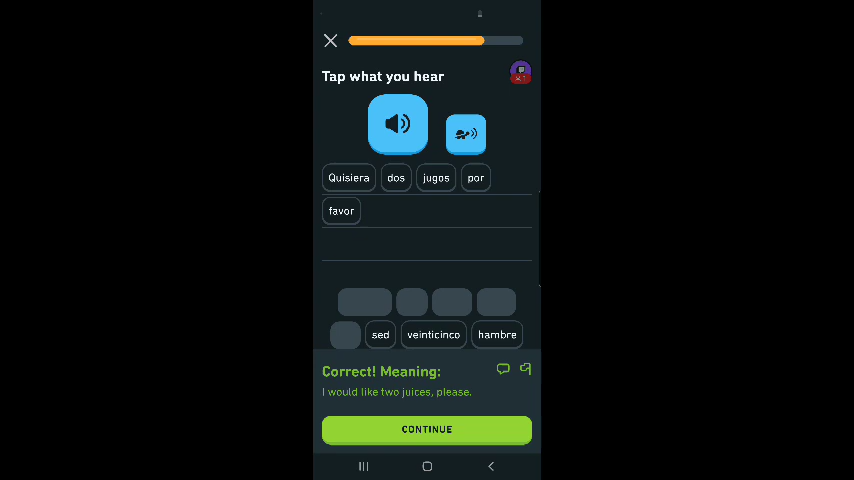 Tap what you hear
Quisiera dos jugos por
favor
sed veinticinco hambre
Correct! Meaning:
I would like two juices, please.
CONTINUE